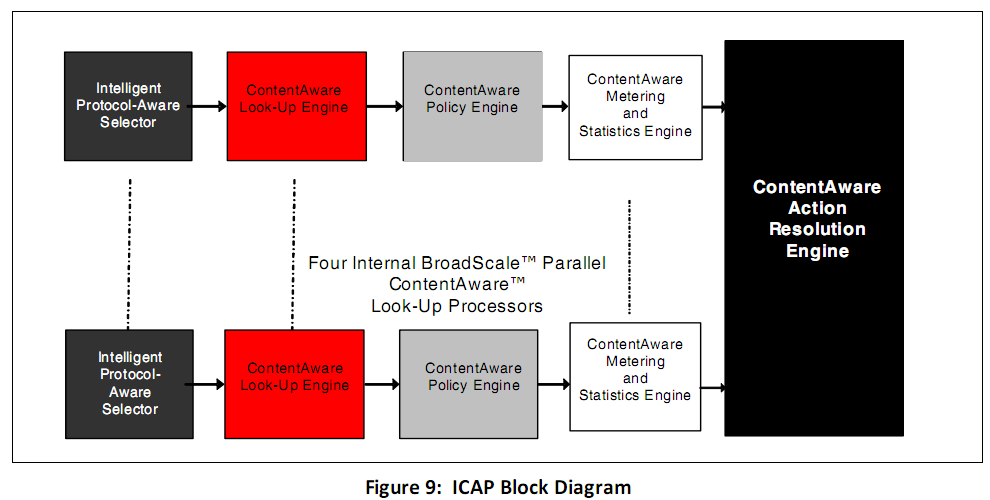 Intelligent
Protocol-Aware
Selector
ContentAware
Look-Up Engine
ContentAware
Policy Engine
ContentAware
Metering
and
Statistics Engine
ContentAware
Action
Resolution
Engine
Four Internal BroadScale™ Parallel
ContentAware™
Look-Up Processors
Intelligent
Protocol-
Aware
Selector
ContentAware
Look-Up Engine
ContentAware
Policy Engine
ContentAware
Metering
and
Statistics Engine
Figure 9: ICAP Block Diagram